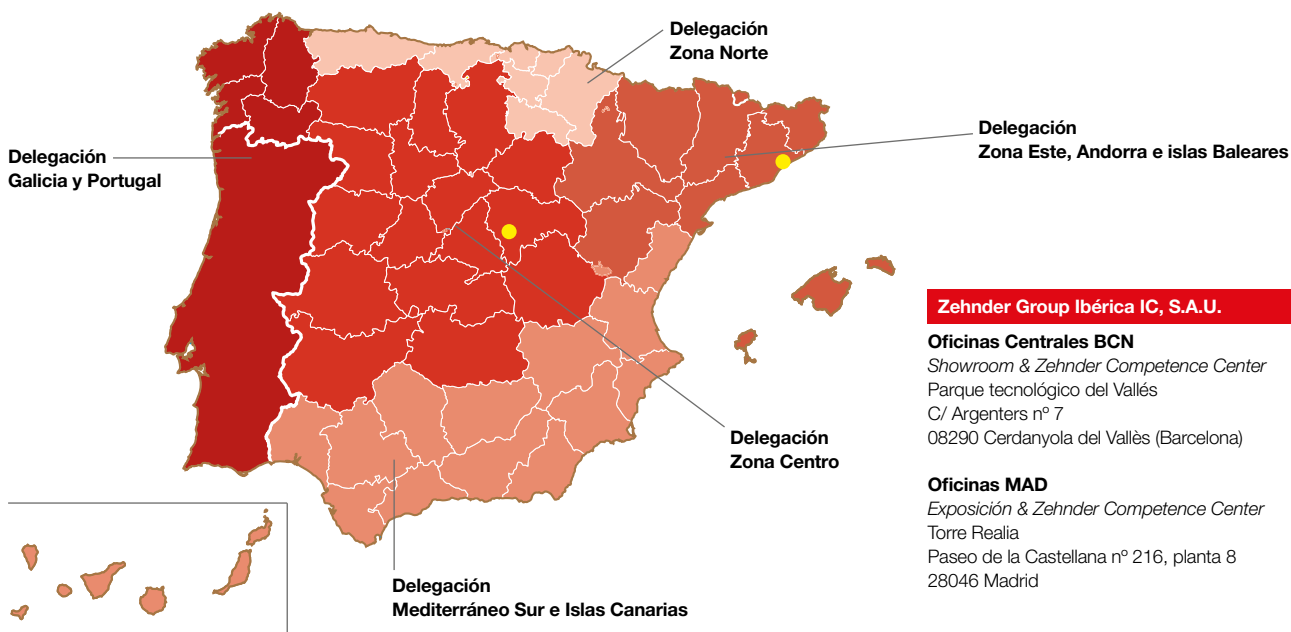 Delegación
Zona Norte
Delegación
Zona Este, Andorra e islas Baleares
Delegación
Galicia y Portugal
Delegación
Zona Centro
Delegación
Mediterráneo Sur e Islas Canarias
Zehnder Group Ibérica IC, S.A.U.
Oficinas Centrales BCN
Showroom & Zehnder Competence Center
Parque tecnológico del Vallés
C/ Argenters nº 7
08290 Cerdanyola del Vallès (Barcelona)
Oficinas MAD
Exposición & Zehnder Competence Center
Torre Realia
Paseo de la Castellana nº 216, planta 8
28046 Madrid